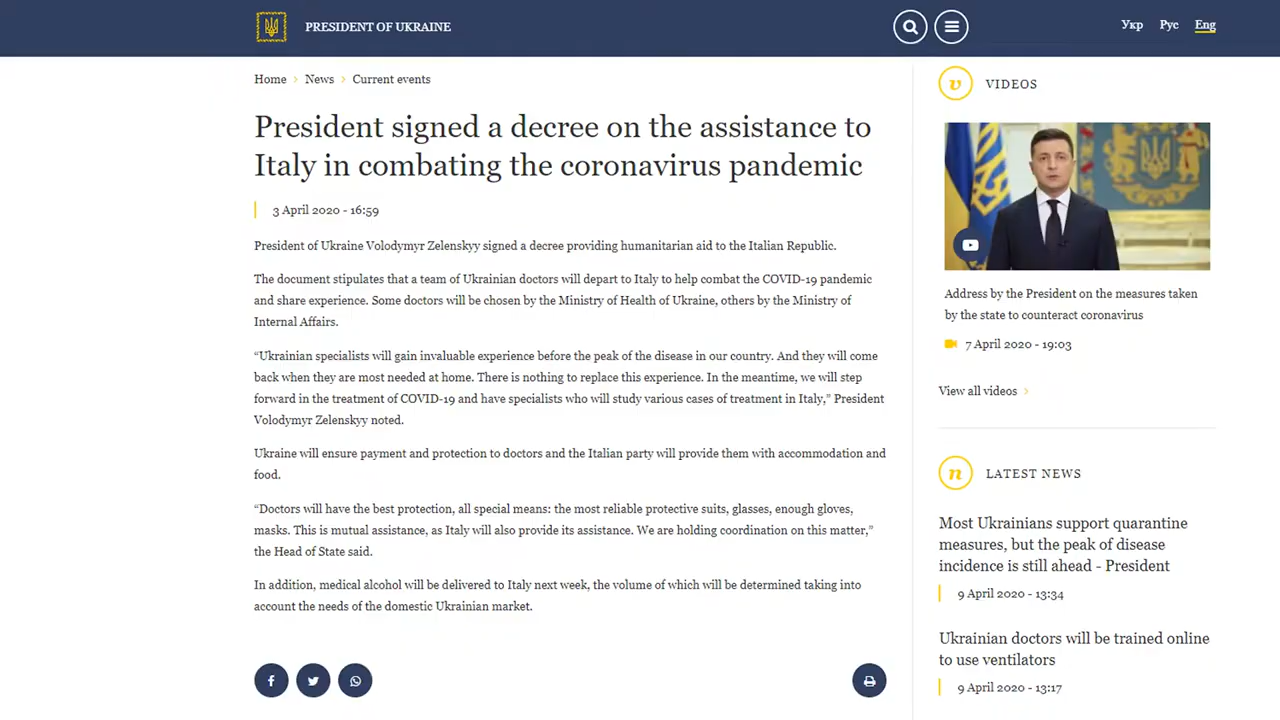 PRESIDENT OF UKRAINE
Укр Рус Eng
Home › News › Current events
President signed a decree on the assistance to
Italy in combating the coronavirus pandemic
3 April 2020 - 16:59
President of Ukraine Volodymyr Zelenskyy signed a decree providing humanitarian aid to the Italian Republic.
The document stipulates that a team of Ukrainian doctors will depart to Italy to help combat the COVID-19 pandemic
and share experience. Some doctors will be chosen by the Ministry of Health of Ukraine, others by the Ministry of
Internal Affairs.
“Ukrainian specialists will gain invaluable experience before the peak of the disease in our country. And they will come
back when they are most needed at home. There is nothing to replace this experience. In the meantime, we will step
forward in the treatment of COVID-19 and have specialists who will study various cases of treatment in Italy,” President
Volodymyr Zelenskyy noted.
Ukraine will ensure payment and protection to doctors and the Italian party will provide them with accommodation and
food.
“Doctors will have the best protection, all special means: the most reliable protective suits, glasses, enough gloves,
masks. This is mutual assistance, as Italy will also provide its assistance. We are holding coordination on this matter,”
the Head of State said.
In addition, medical alcohol will be delivered to Italy next week, the volume of which will be determined taking into
account the needs of the domestic Ukrainian market.
v VIDEOS
Address by the President on the measures taken
by the state to counteract coronavirus
7 April 2020 - 19:03
View all videos ›
n LATEST NEWS
Most Ukrainians support quarantine
measures, but the peak of disease
incidence is still ahead - President
9 April 2020 - 13:34
Ukrainian doctors will be trained online
to use ventilators
9 April 2020 - 13:17